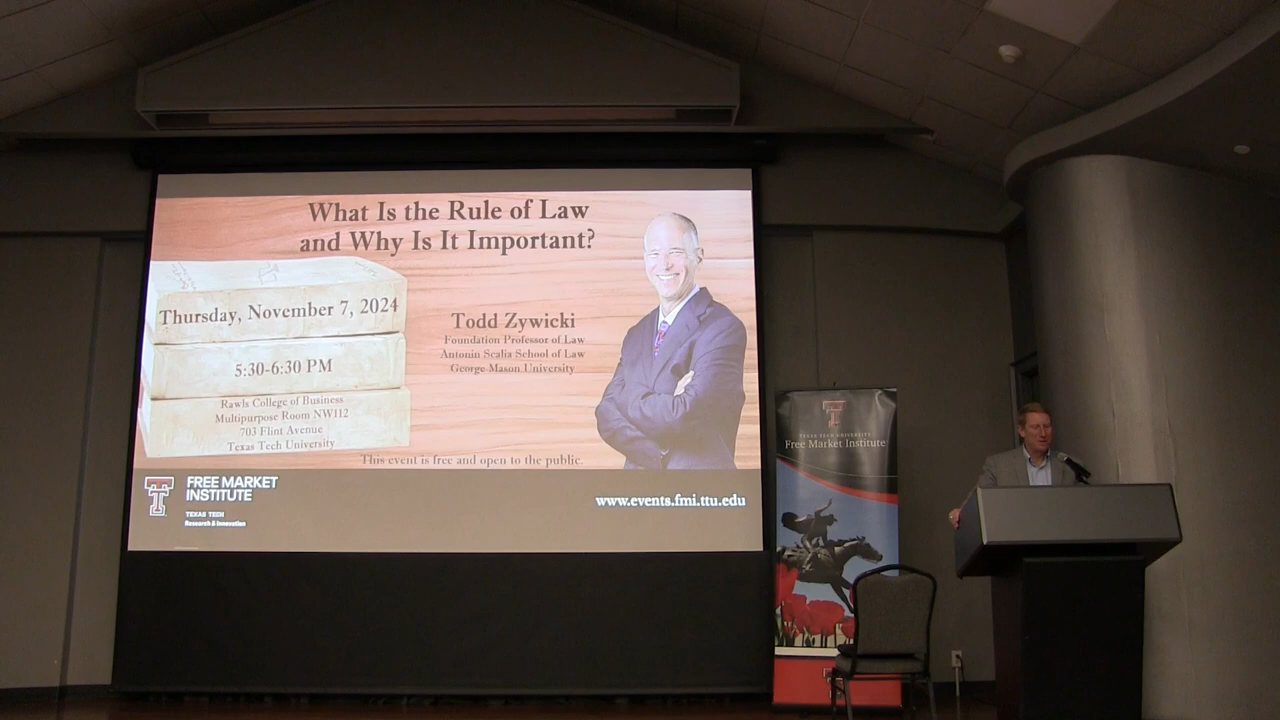 What Is the Rule of Law
and Why Is It Important?
Thursday, November 7, 2024
5:30-6:30 PM
Rawls College of Business
Multipurpose Room NW112
703 Flint Avenue
Texas Tech University
Todd Zywicki
Foundation Professor of Law
Antonin Scalia School of Law
George Mason University
This event is free and open to the public.
FREE MARKET
INSTITUTE
TEXAS TECH
Research & Innovation
www.events.fmi.ttu.edu
TEXAS TECH UNIVERSITY
Free Market Institute